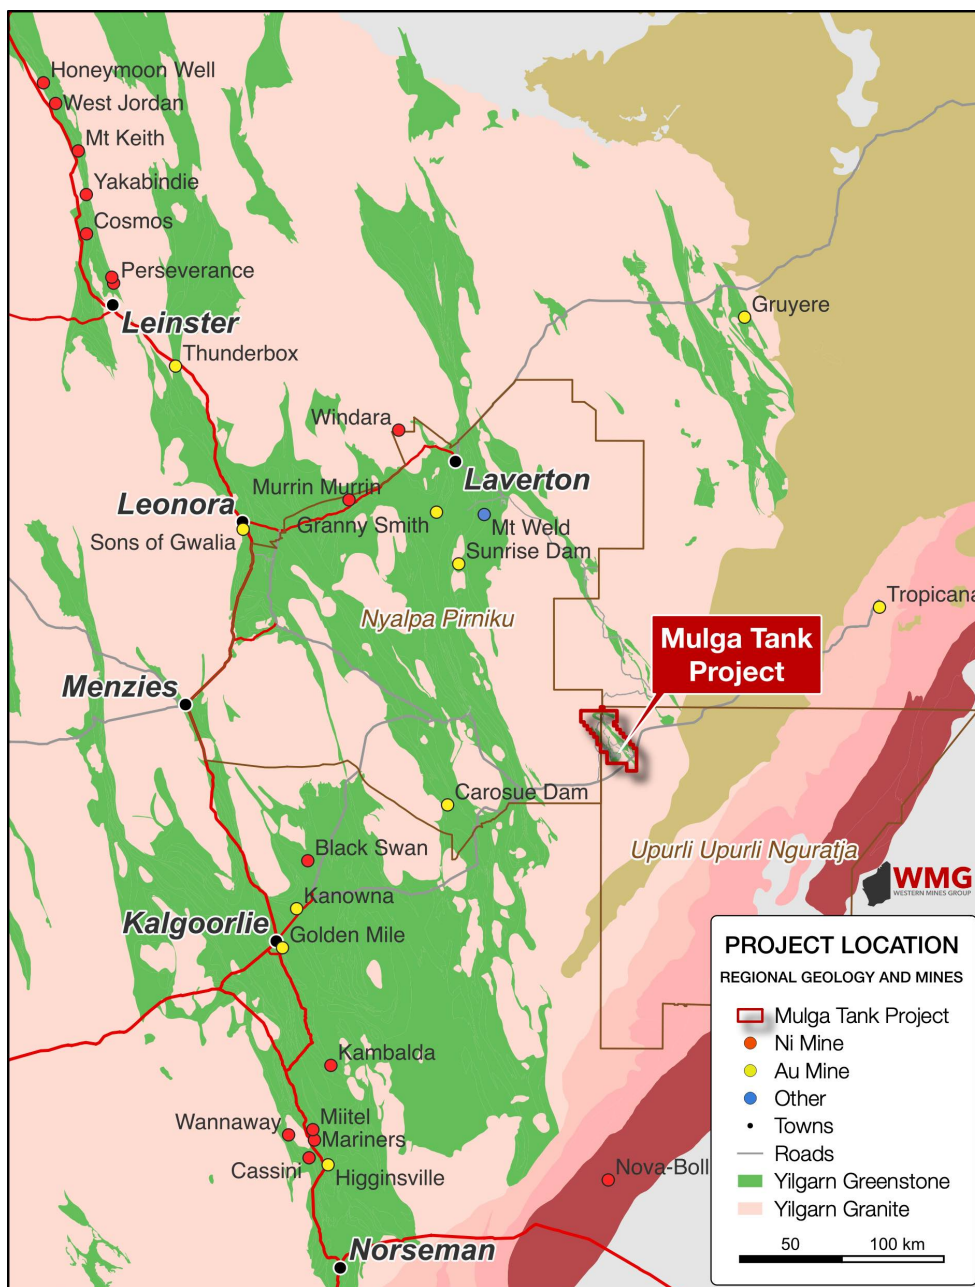 Honeymoon Well
West Jordan
Mt Keith
Yakabindie
Cosmos
Perseverance
Leinster
Gruyere
Thunderbox
Windara
Laverton
Murrin Murrin
Leonora
Granny Smith
Mt Weld
Sons of Gwalia
Sunrise Dam
Tropicana
Nyalpa Pirniku
Mulga Tank
Project
Menzies
Carosue Dam
Upurli Upurli Nguratja
Black Swan
Kanowna
Kalgoorlie
Golden Mile
Kambalda
Miitel
Wannaway
Mariners
Cassini
Higginsville
Nova-Boll
Norseman
WMG
WESTERN MINES GROUP
PROJECT LOCATION
REGIONAL GEOLOGY AND MINES
Mulga Tank Project
Ni Mine
Au Mine
Other
Towns
Roads
Yilgarn Greenstone
Yilgarn Granite
50 100 km